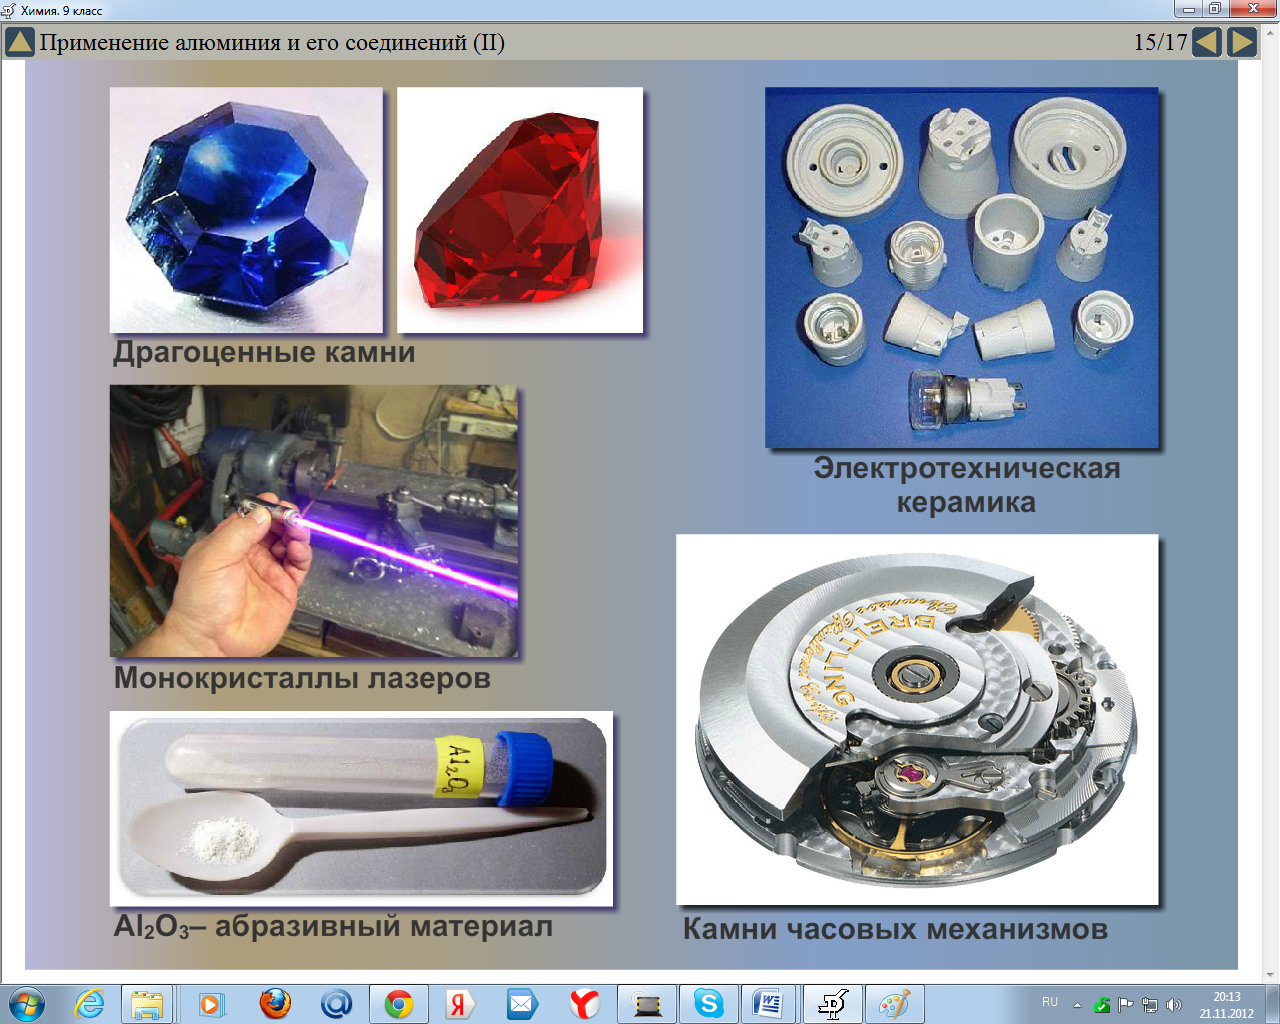 Химия. 9 класс
Применение алюминия и его соединений (II)
15/17
Драгоценные камни
Электротехническая
керамика
Монокристаллы лазеров
BREITLING
Al₂O₃
Al₂O₃– абразивный материал
Камни часовых механизмов
RU
20:13
21.11.2012